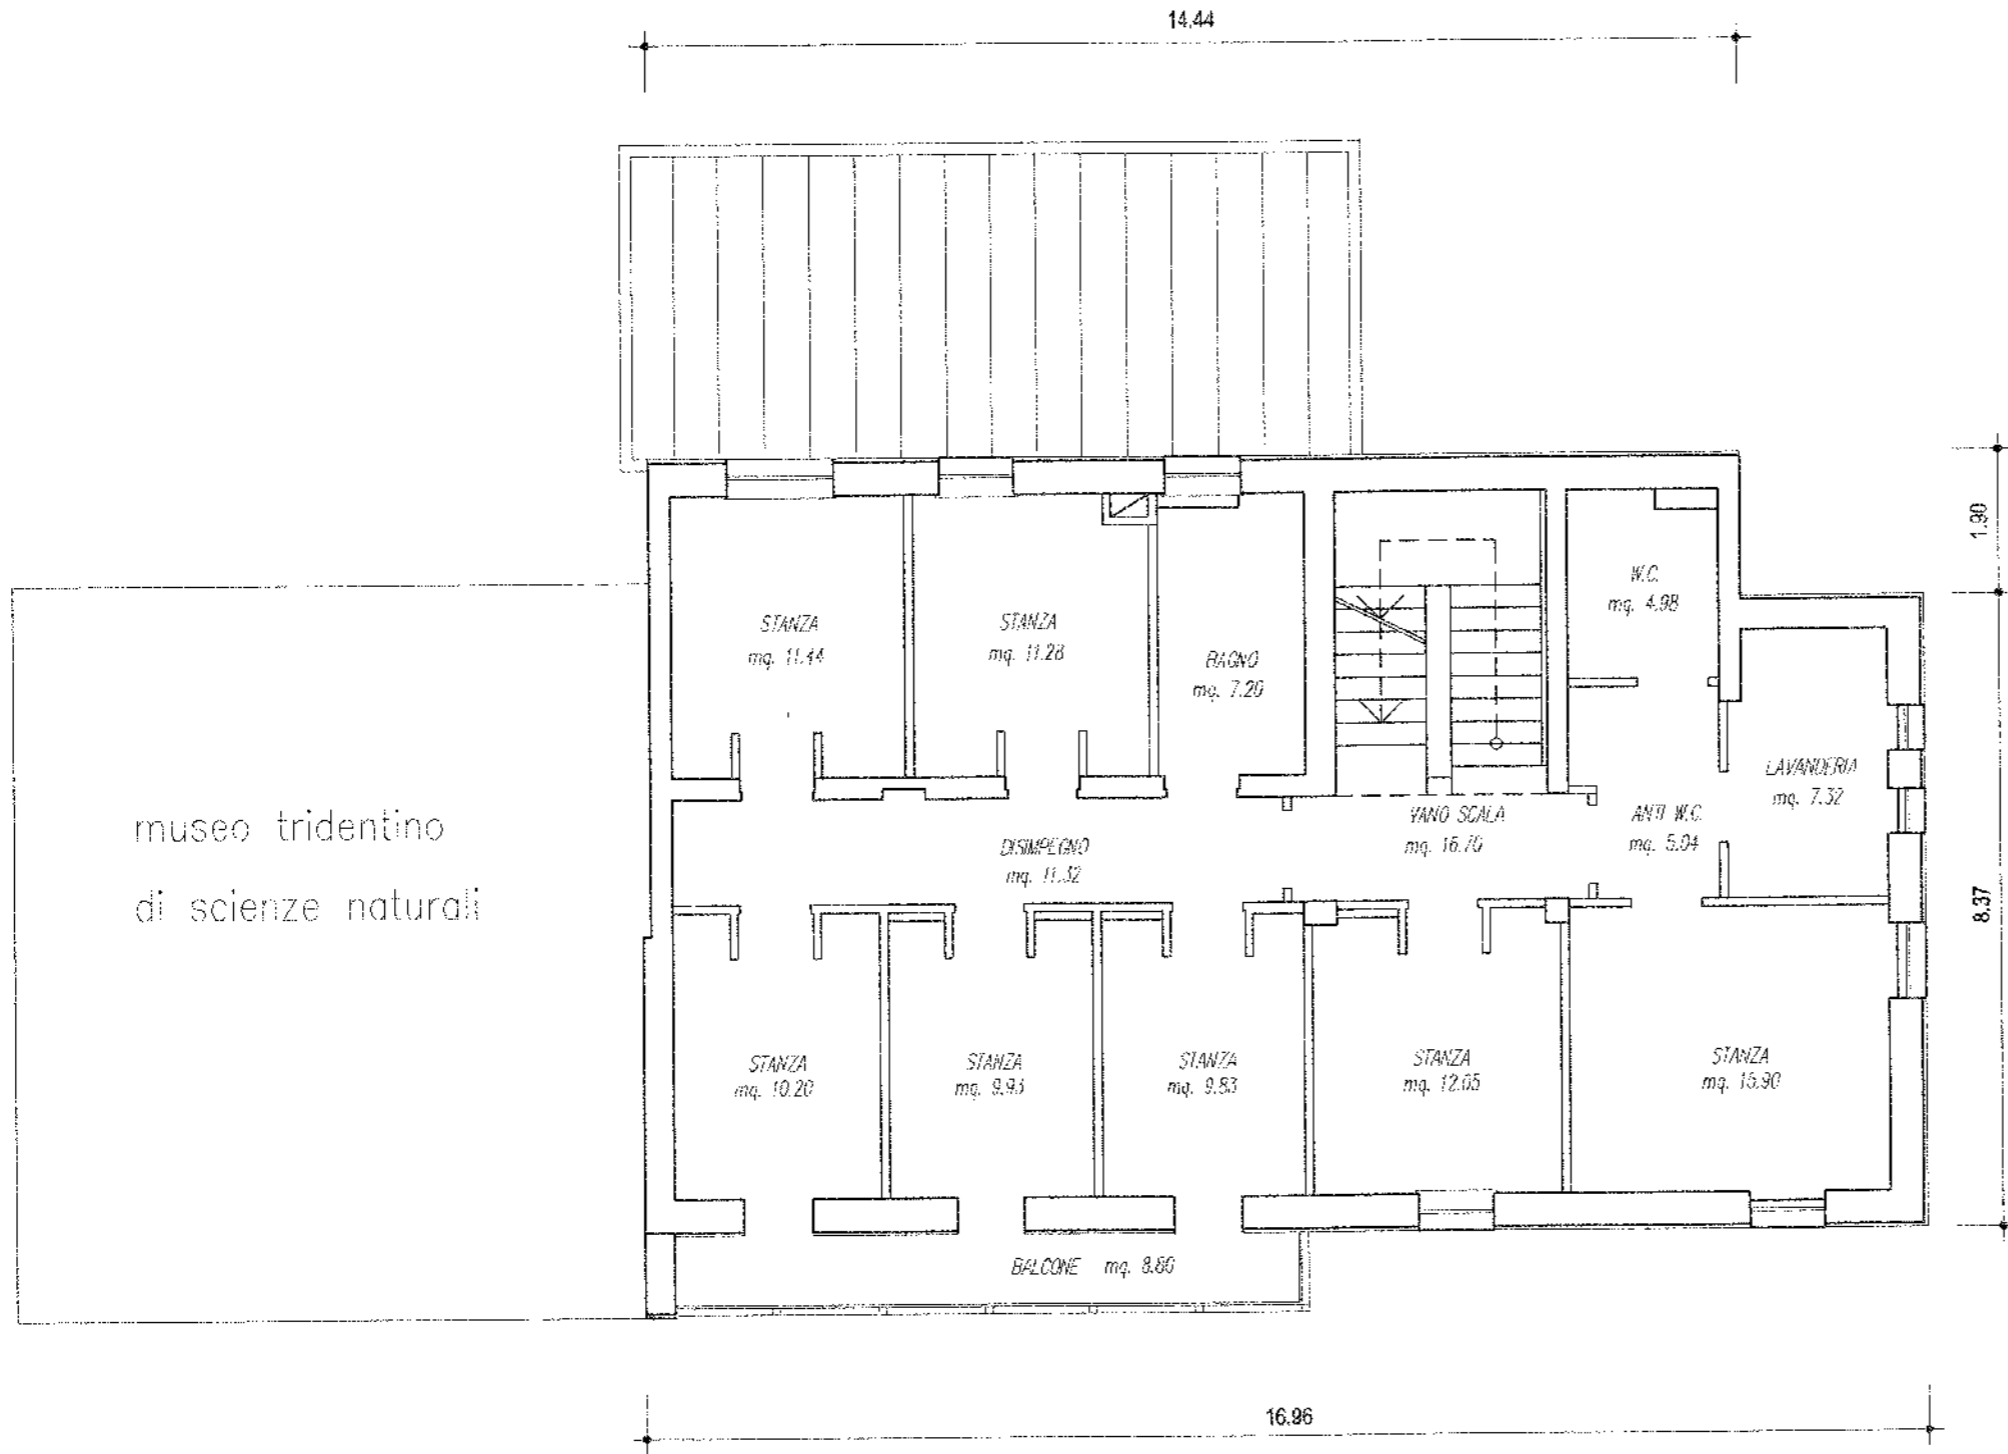 14,44
1.90
W.C.
mq. 4.98
STANZA
mq. 11.44
STANZA
mq. 11.28
BAGNO
mq. 7.20
LAVANDERIA
mq. 7.32
museo tridentino
di scienze naturali
DISIMPEGNO
mq. 11.32
VANO SCALA
mq. 16.70
ANTI W.C.
mq. 5.04
8.37
STANZA
mq. 10.20
STANZA
mq. 9.93
STANZA
mq. 9.83
STANZA
mq. 12.05
STANZA
mq. 15.90
BALCONE mq. 8.80
16.96